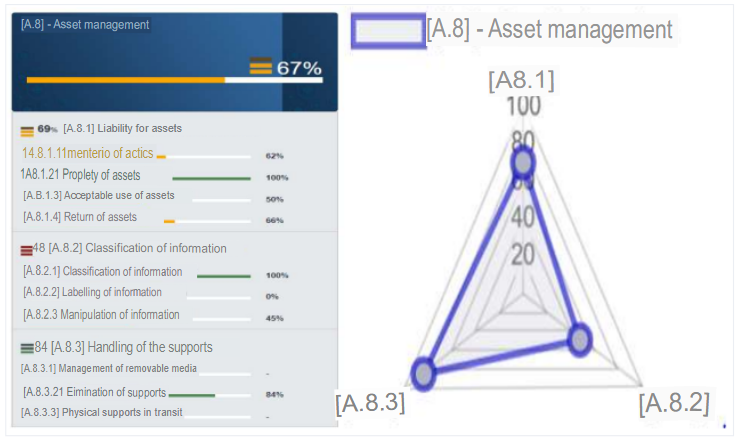 [A.8] - Asset management
67%
69% [A.8.1] Liability for assets
14.8.1.11menterio of actics 62%
1A8.1.21 Proplety of assets 100%
[A.B.1.3] Acceptable use of assets 50%
[A.8.1.4] Return of assets 66%
48 [A.8.2] Classification of information
[A.8.2.1] Classification of information 100%
[A.8.2.2] Labelling of information 0%
[A.8.2.3 Manipulation of information 45%
84 [A.8.3] Handling of the supports
[A.8.3.1] Management of removable media -
[A.8.3.21 Eimination of supports 84%
[A.8.3.3] Physical supports in transit -
[A.8] - Asset management
[A8.1]
100
80
60
40
20
[A.8.3]
[A.8.2]